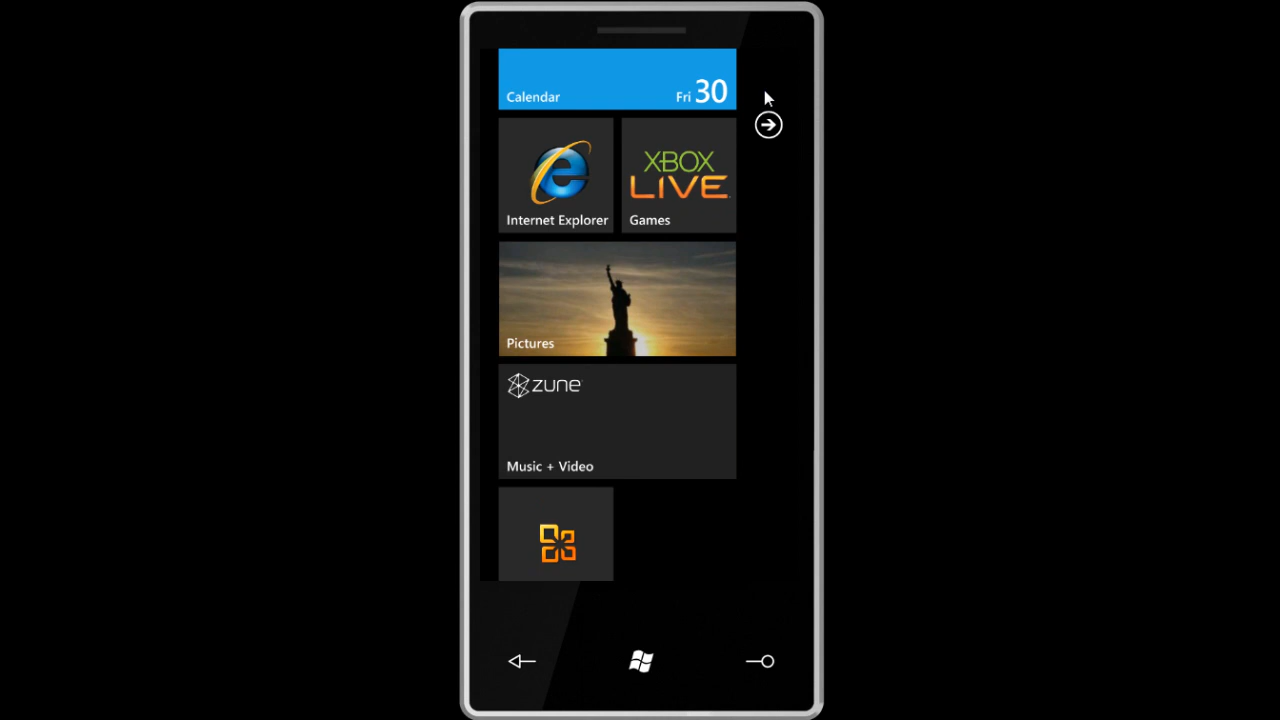 Calendar Fri 30
Internet Explorer
XBOX
LIVE
Games
Pictures
zune
Music + Video